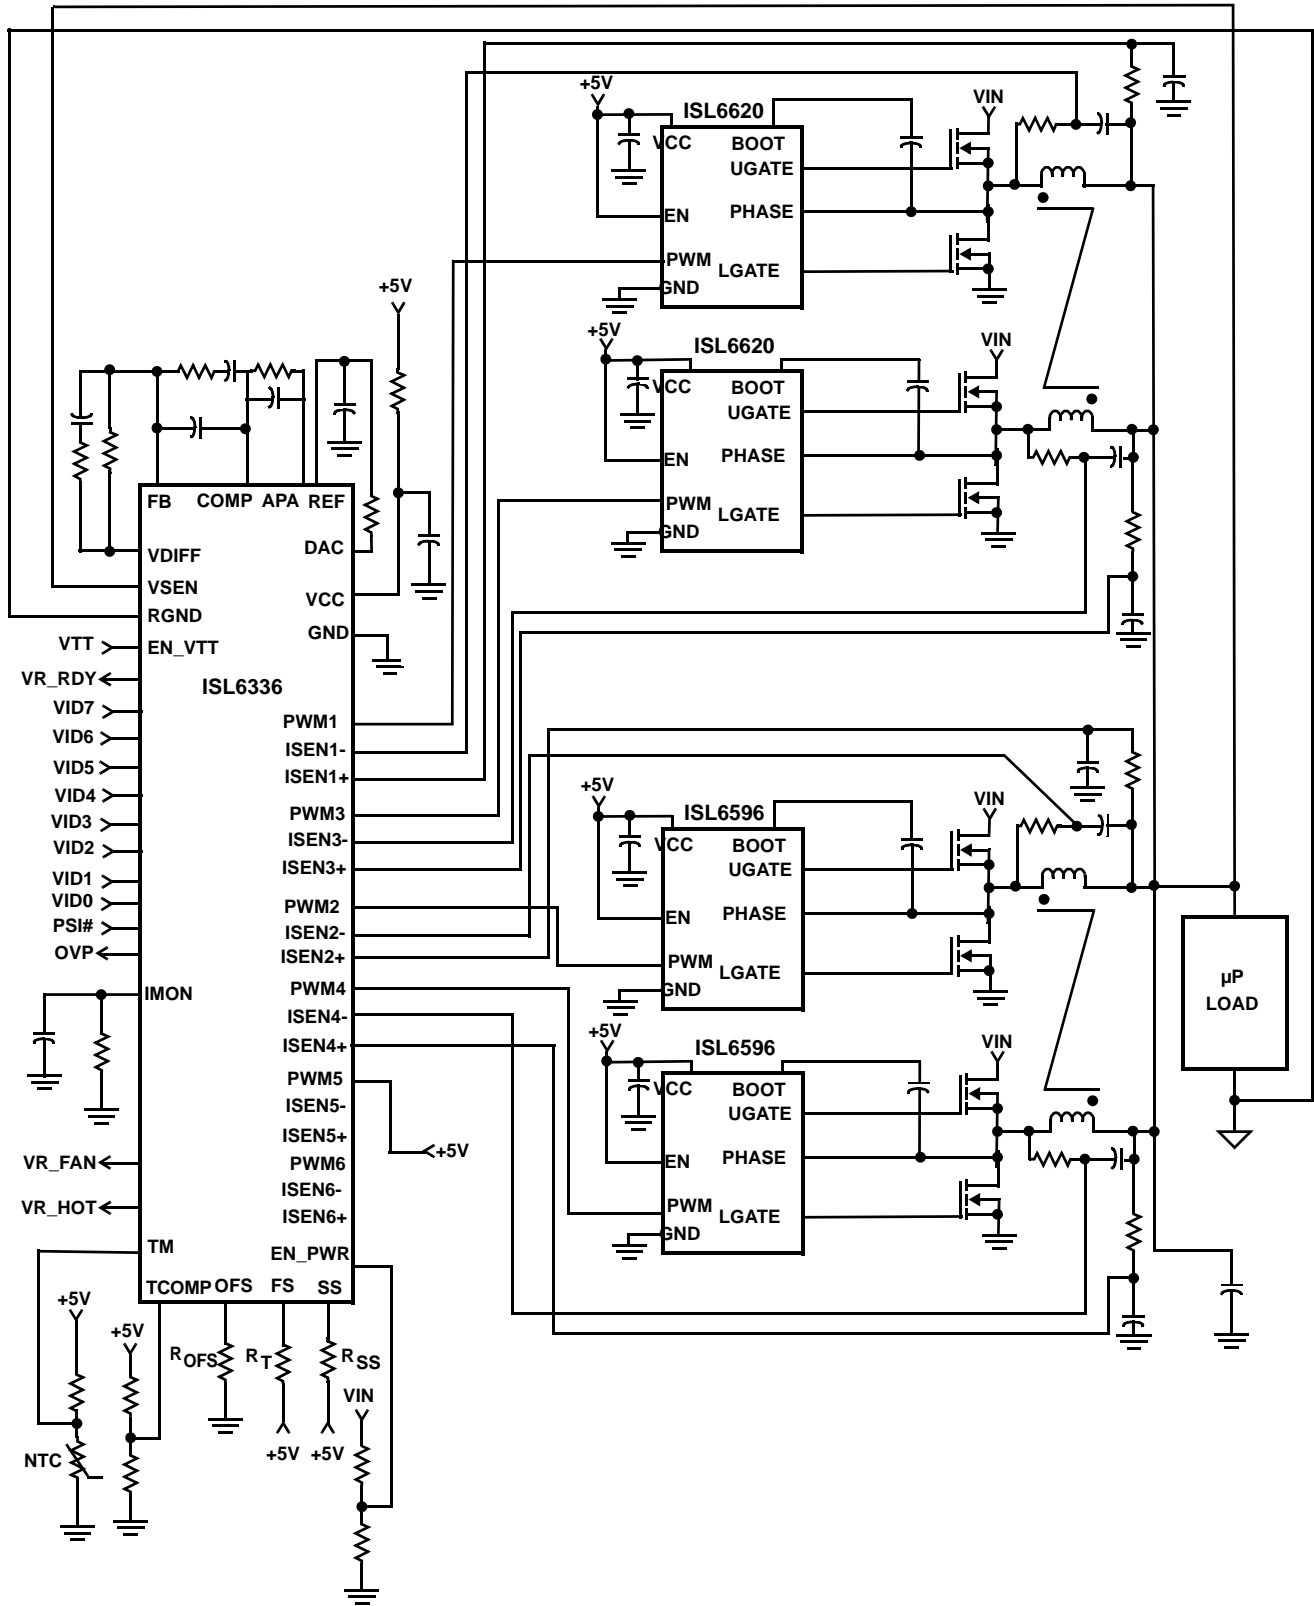 +5V
ISL6620
VCC
BOOT
UGATE
EN
PHASE
PWM
LGATE
GND
VIN
+5V
ISL6620
VCC
BOOT
UGATE
EN
PHASE
PWM
LGATE
GND
VIN
+5V
FB
COMP
APA
REF
VDIFF
DAC
VSEN
VCC
RGND
GND
VTT
EN_VTT
VR_RDY
ISL6336
VID7
VID6
VID5
VID4
VID3
VID2
VID1
VID0
PSI#
OVP
IMON
PWM1
ISEN1-
ISEN1+
PWM3
ISEN3-
ISEN3+
PWM2
ISEN2-
ISEN2+
PWM4
ISEN4-
ISEN4+
PWM5
ISEN5-
ISEN5+
PWM6
ISEN6-
ISEN6+
EN_PWR
+5V
VR_FAN
VR_HOT
TM
TCOMP
OFS
FS
SS
+5V
ISL6596
VCC
BOOT
UGATE
EN
PHASE
PWM
LGATE
GND
VIN
+5V
ISL6596
VCC
BOOT
UGATE
EN
PHASE
PWM
LGATE
GND
VIN
µP
LOAD
+5V
+5V
NTC
ROFS
RT
RSS
+5V
+5V
VIN